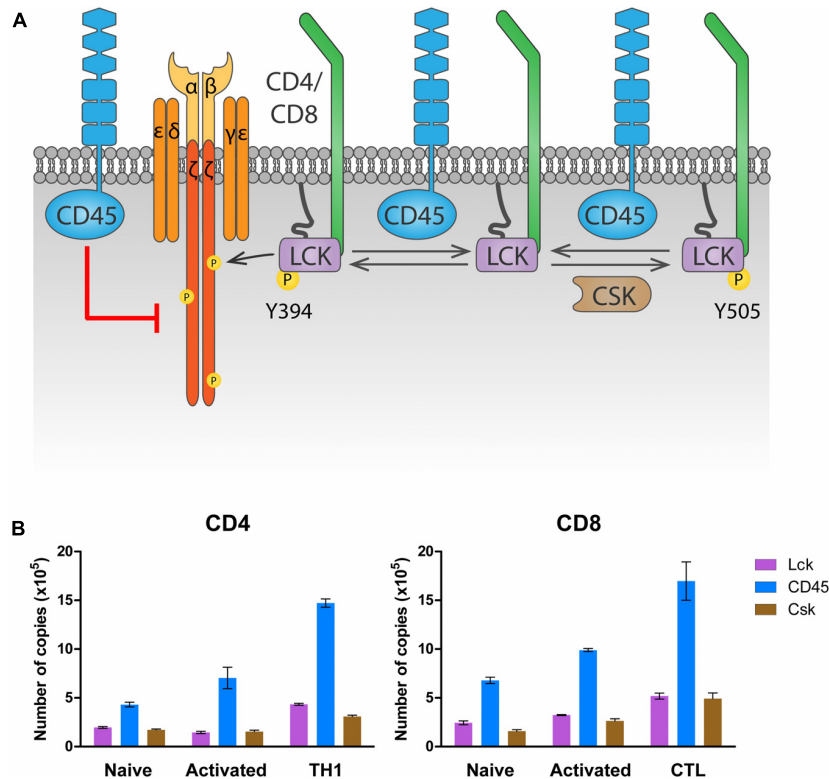 A
α β
CD4/
CD8
ε δ
γ ε
ζ ζ
CD45
CD45
CD45
LCK
LCK
LCK
P
P
P
P
P
Y394
CSK
Y505
B
CD4
CD8
Number of copies (x10⁵)
20
15
10
5
0
Naive Activated TH1
Number of copies (x10⁵)
20
15
10
5
0
Naive Activated CTL
Lck
CD45
Csk